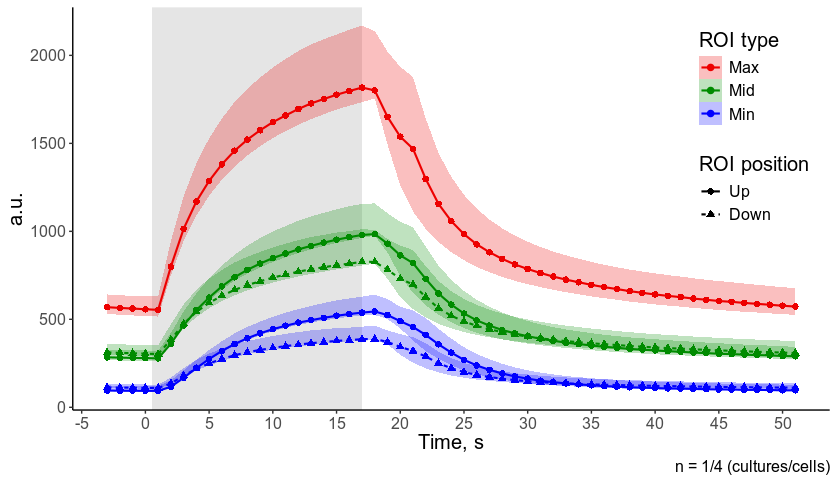 2000
1500
1000
500
0
a.u.
-5 0 5 10 15 20 25 30 35 40 45 50
Time, s
ROI type
Max
Mid
Min
ROI position
Up
Down
n = 1/4 (cultures/cells)